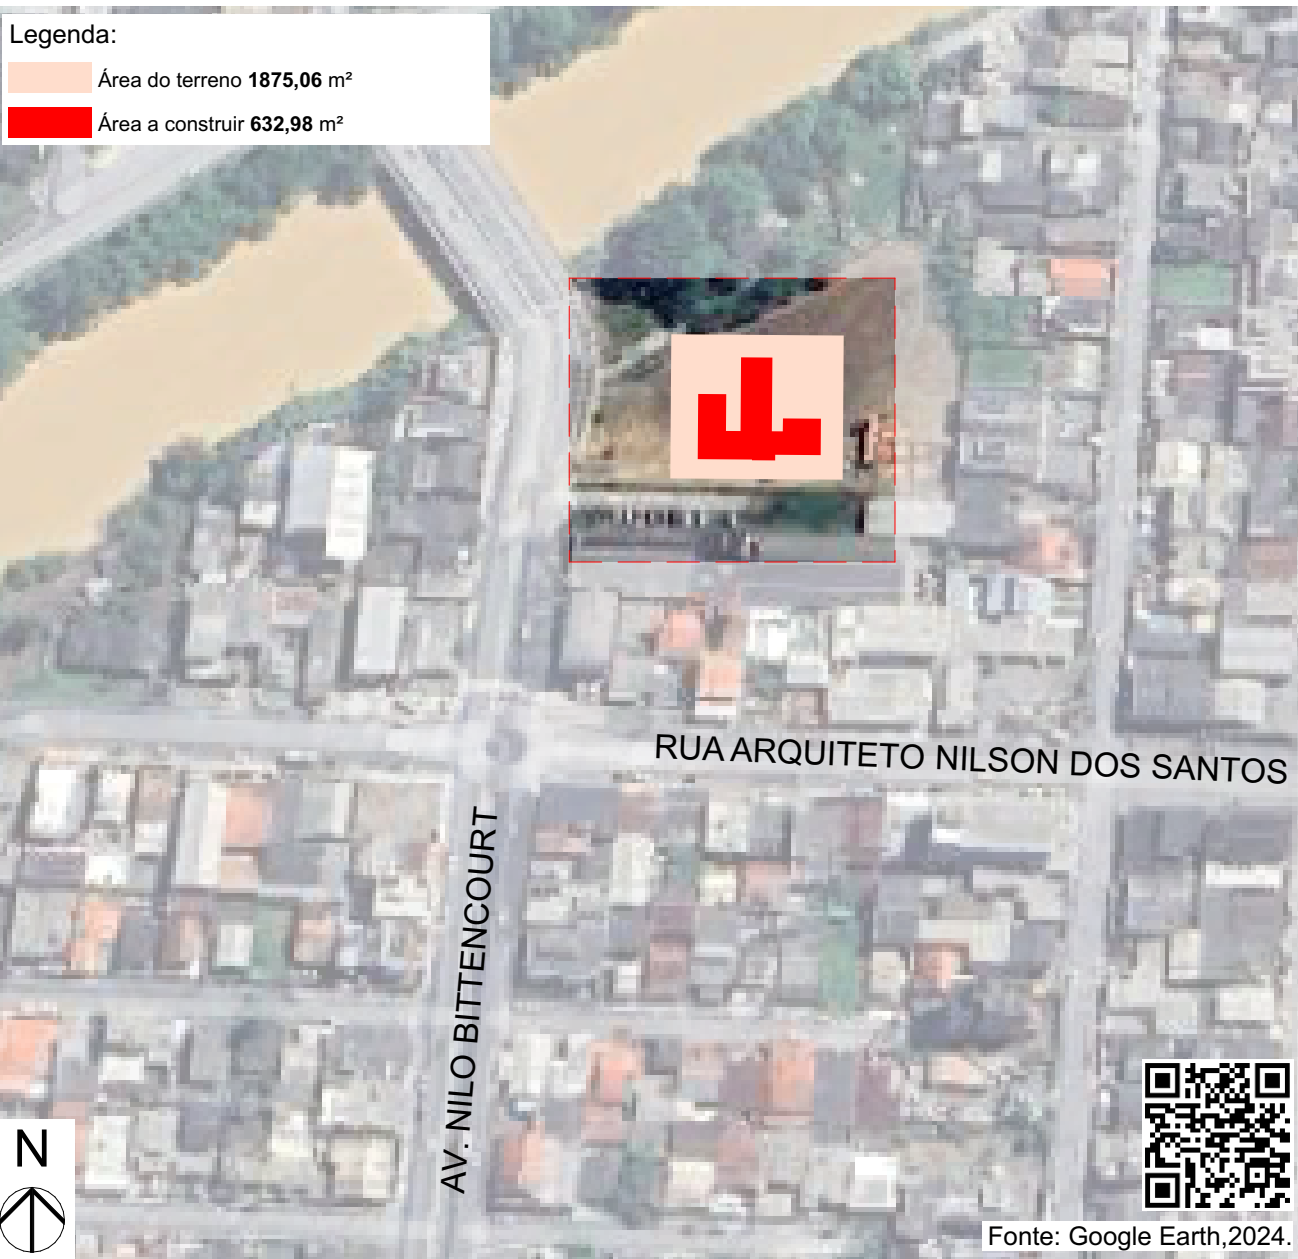 Legenda:
Área do terreno 1875,06 m²
Área a construir 632,98 m²
RUA ARQUITETO NILSON DOS SANTOS
AV. NILO BITTENCOURT
N
Fonte: Google Earth,2024.